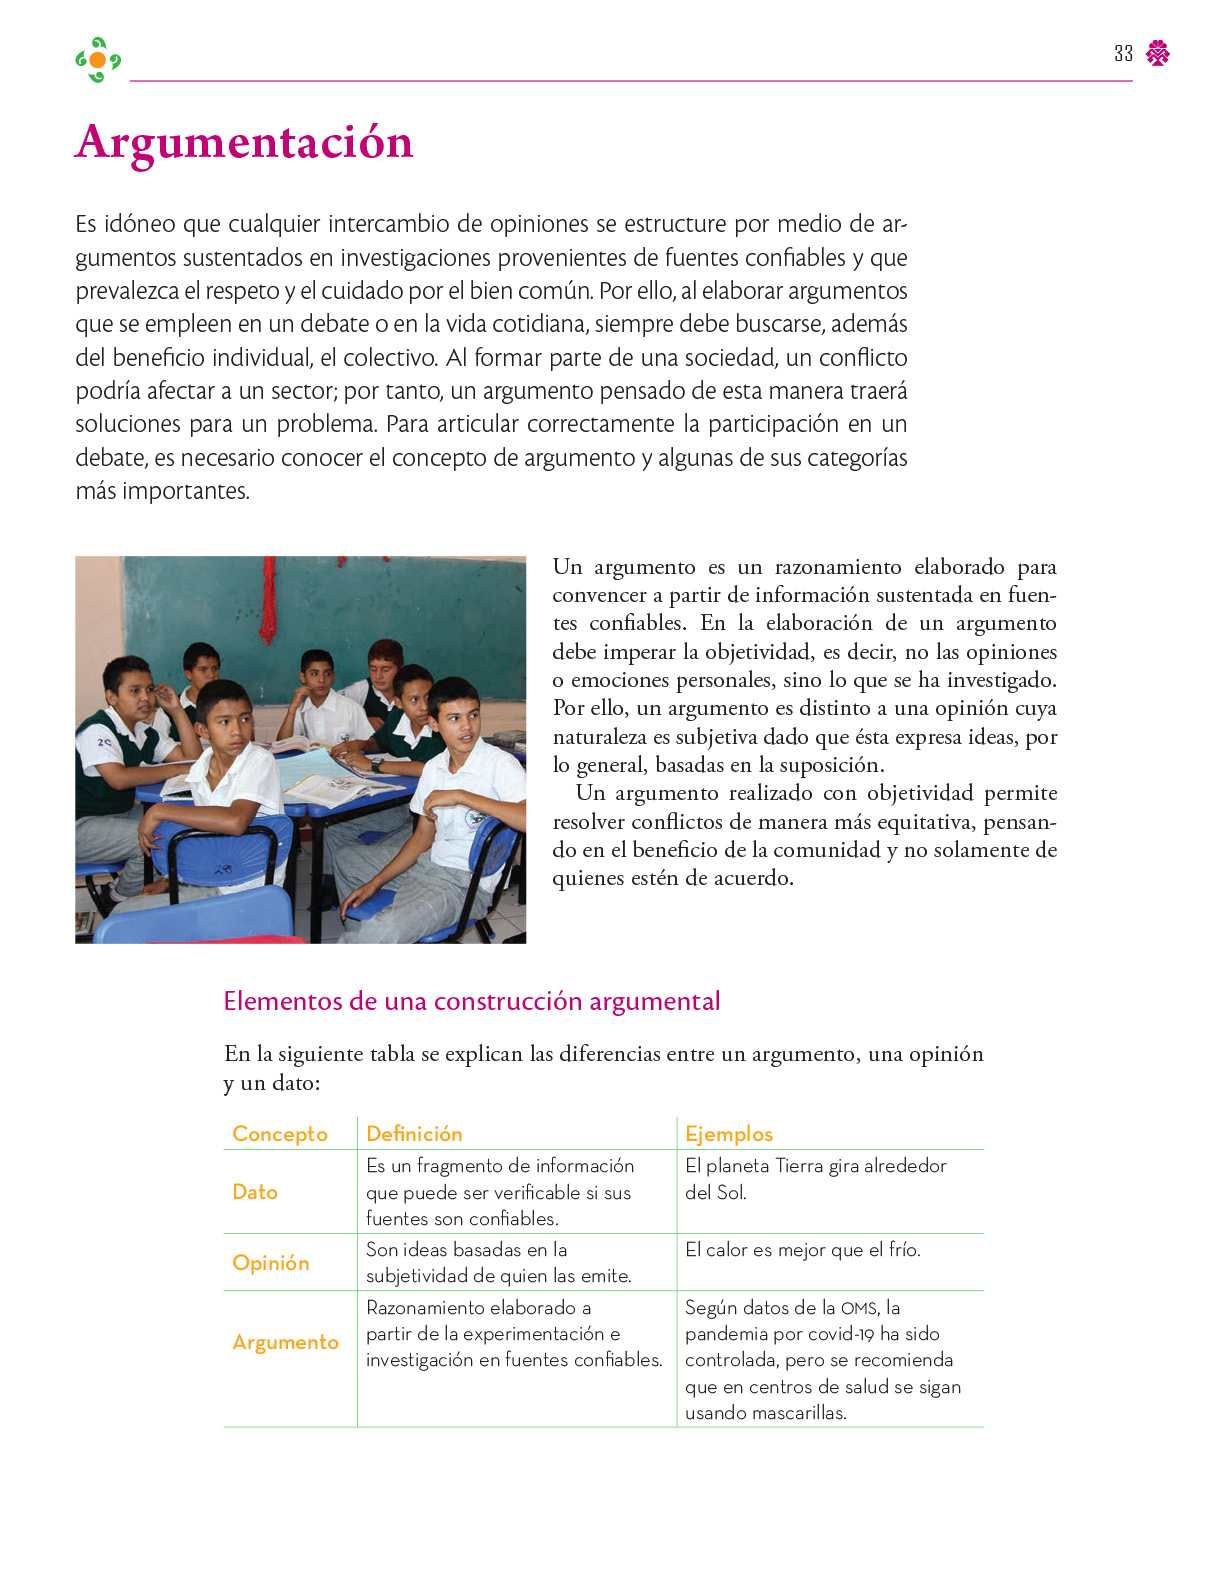 33
Argumentación
Es idóneo que cualquier intercambio de opiniones se estructure por medio de ar-
gumentos sustentados en investigaciones provenientes de fuentes confiables y que
prevalezca el respeto y el cuidado por el bien común. Por ello, al elaborar argumentos
que se empleen en un debate o en la vida cotidiana, siempre debe buscarse, además
del beneficio individual, el colectivo. Al formar parte de una sociedad, un conflicto
podría afectar a un sector; por tanto, un argumento pensado de esta manera traerá
soluciones para un problema. Para articular correctamente la participación en un
debate, es necesario conocer el concepto de argumento y algunas de sus categorías
más importantes.
2C
28
Un argumento es un razonamiento elaborado para
convencer a partir de información sustentada en fuen-
tes confiables. En la elaboración de un argumento
debe imperar la objetividad, es decir, no las opiniones
o emociones personales, sino lo que se ha investigado.
Por ello, un argumento es distinto a una opinión cuya
naturaleza es subjetiva dado que ésta expresa ideas, por
lo general, basadas en la suposición.
Un argumento realizado con objetividad permite
resolver conflictos de manera más equitativa, pensan-
do en el beneficio de la comunidad y no solamente de
quienes estén de acuerdo.
Elementos de una construcción argumental
En la siguiente tabla se explican las diferencias entre un argumento, una opinión
y un dato:
Concepto Definición Ejemplos
Dato
Es un fragmento de información
que puede ser verificable si sus
fuentes son confiables.
El planeta Tierra gira alrededor
del Sol.
Opinión
Son ideas basadas en la
subjetividad de quien las emite.
El calor es mejor que el frío.
Argumento
Razonamiento elaborado a
partir de la experimentación e
investigación en fuentes confiables.
Según datos de la OMS, la
pandemia por covid-19 ha sido
controlada, pero se recomienda
que en centros de salud se sigan
usando mascarillas.